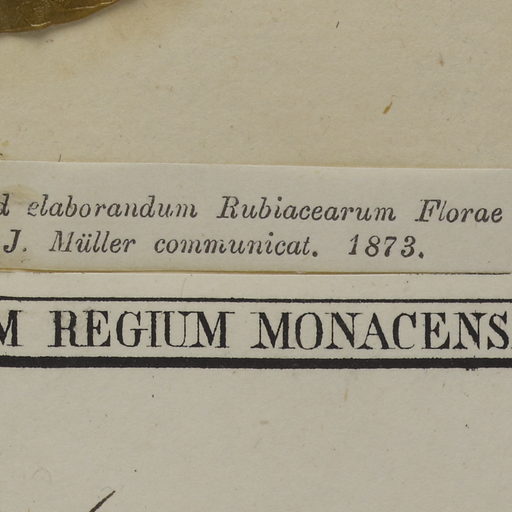 elaborandum Rubiacearum Florae
J. Müller communicat. 1873.
M REGIUM MONACENS